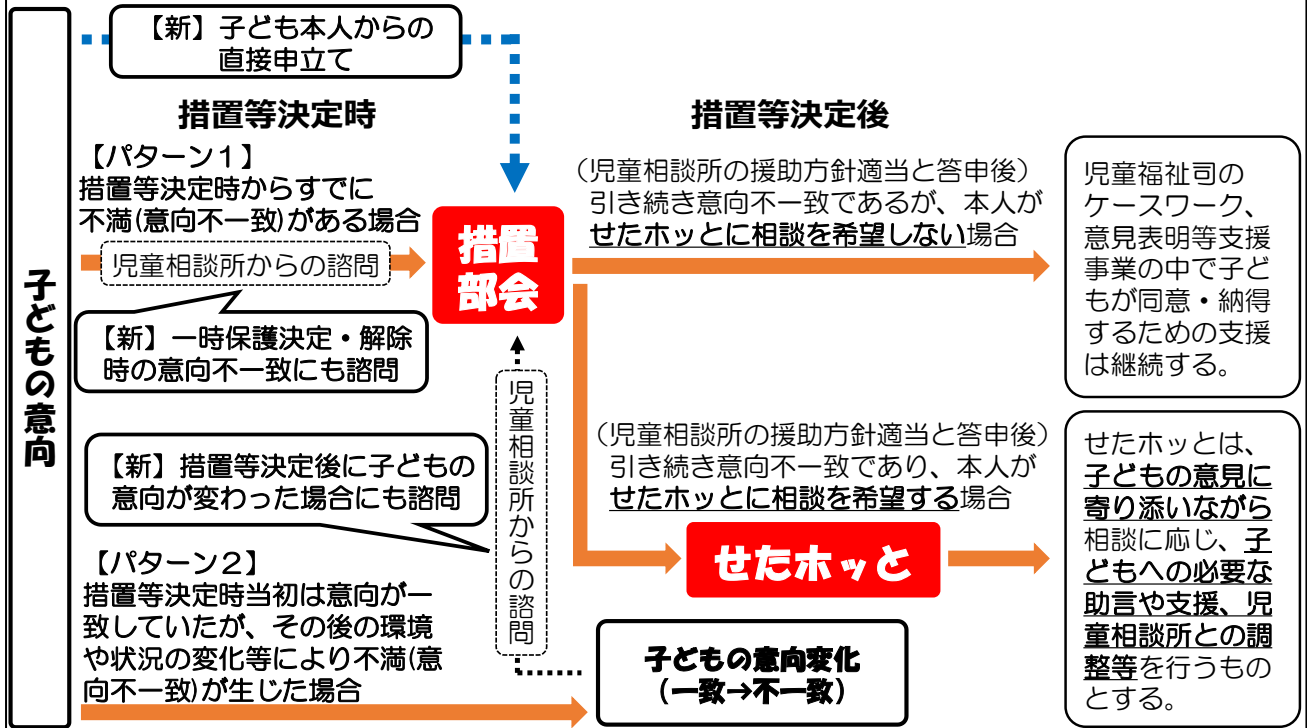 子どもの意向
【新】子ども本人からの
直接申立て
措置等決定時
【パターン1】
措置等決定時からすでに
不満(意向不一致)がある場合
児童相談所からの諮問
【新】一時保護決定・解除
時の意向不一致にも諮問
措置
部会
【新】措置等決定後に子どもの
意向が変わった場合にも諮問
児童相談所からの諮問
【パターン2】
措置等決定時当初は意向が一
致していたが、その後の環境
や状況の変化等により不満(意
向不一致)が生じた場合
子どもの意向変化
(一致→不一致)
措置等決定後
(児童相談所の援助方針適当と答申後)
引き続き意向不一致であるが、本人が
せたホッとに相談を希望しない場合
児童福祉司の
ケースワーク、
意見表明等支援
事業の中で子ど
もが同意・納得
するための支援
は継続する。
(児童相談所の援助方針適当と答申後)
引き続き意向不一致であり、本人が
せたホッとに相談を希望する場合
せたホッと
せたホッとは、
子どもの意見に
寄り添いながら
相談に応じ、子
どもへの必要な
助言や支援、児
童相談所との調
整等を行うもの
とする。